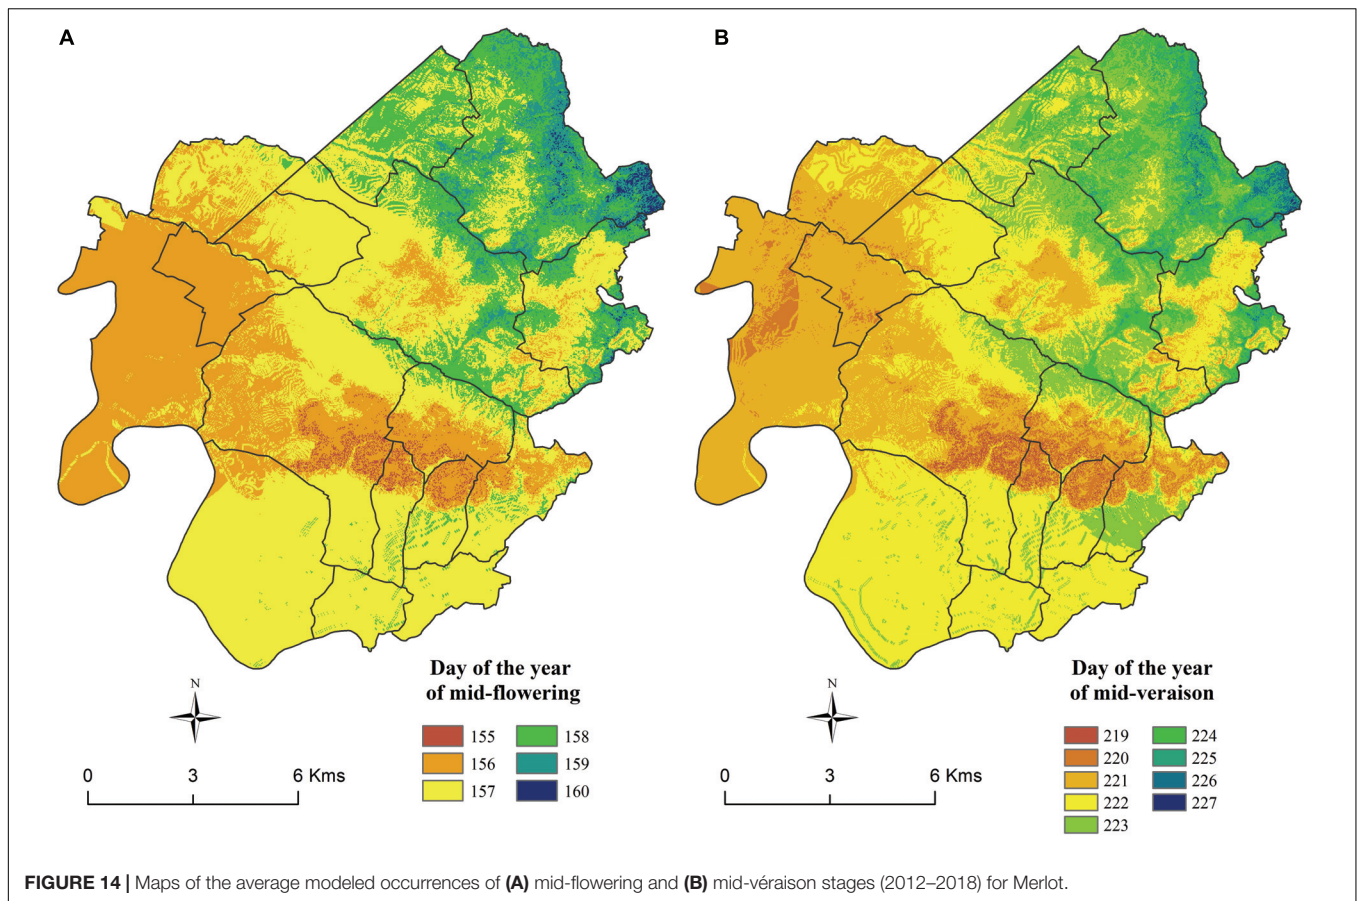 A
B
Day of the year
of mid-flowering
155
156
157
158
159
160
N
0 3 6 Kms
Day of the year
of mid-veraison
219
220
221
222
223
224
225
226
227
N
0 3 6 Kms
FIGURE 14 | Maps of the average modeled occurrences of (A) mid-flowering and (B) mid-véraison stages (2012–2018) for Merlot.